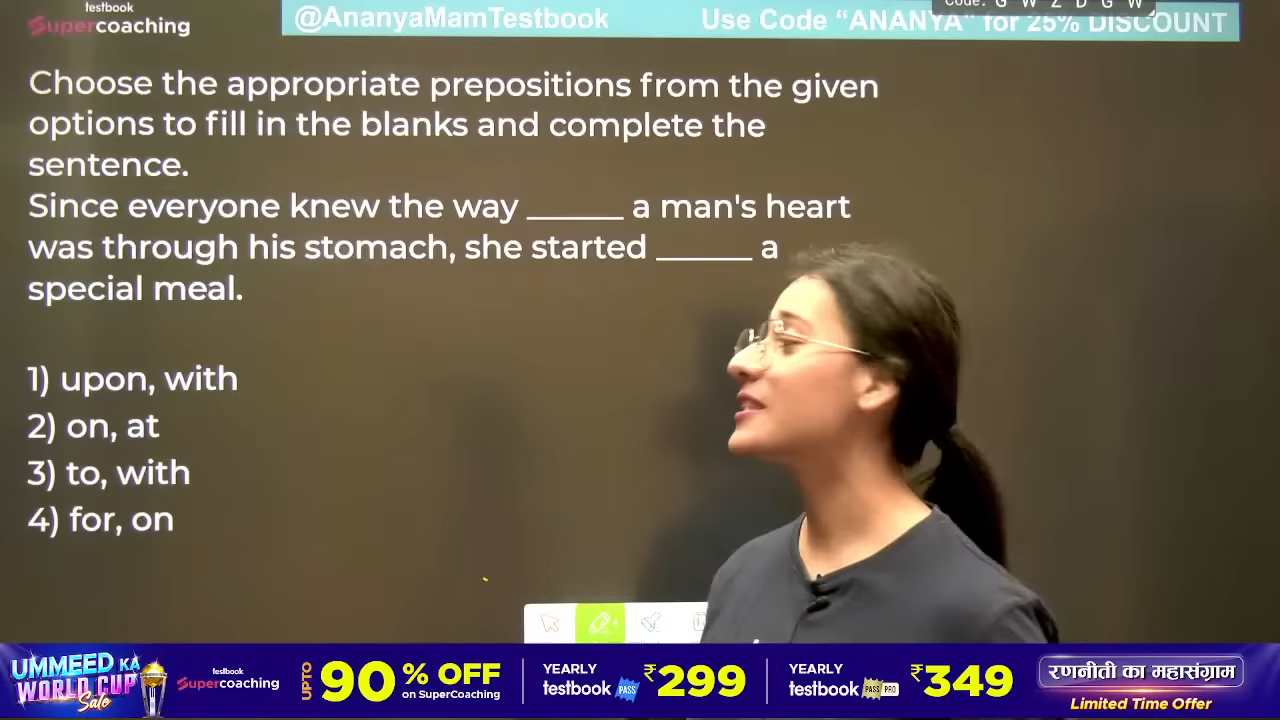 testbook
Supercoaching
@AnanyaMamTestbook
Use Code “ANANYA” for 25% DISCOUNT
Code: G W Z D G W
Choose the appropriate prepositions from the given
options to fill in the blanks and complete the
sentence.
Since everyone knew the way ______ a man's heart
was through his stomach, she started ______ a
special meal.
1) upon, with
2) on, at
3) to, with
4) for, on
UMMEED KA
WORLD CUP
Sale
testbook
Supercoaching
UPTO
90% OFF
on SuperCoaching
YEARLY
testbook PASS
₹299
YEARLY
testbook PASS PRO
₹349
रणनीती का महासंग्राम
Limited Time Offer